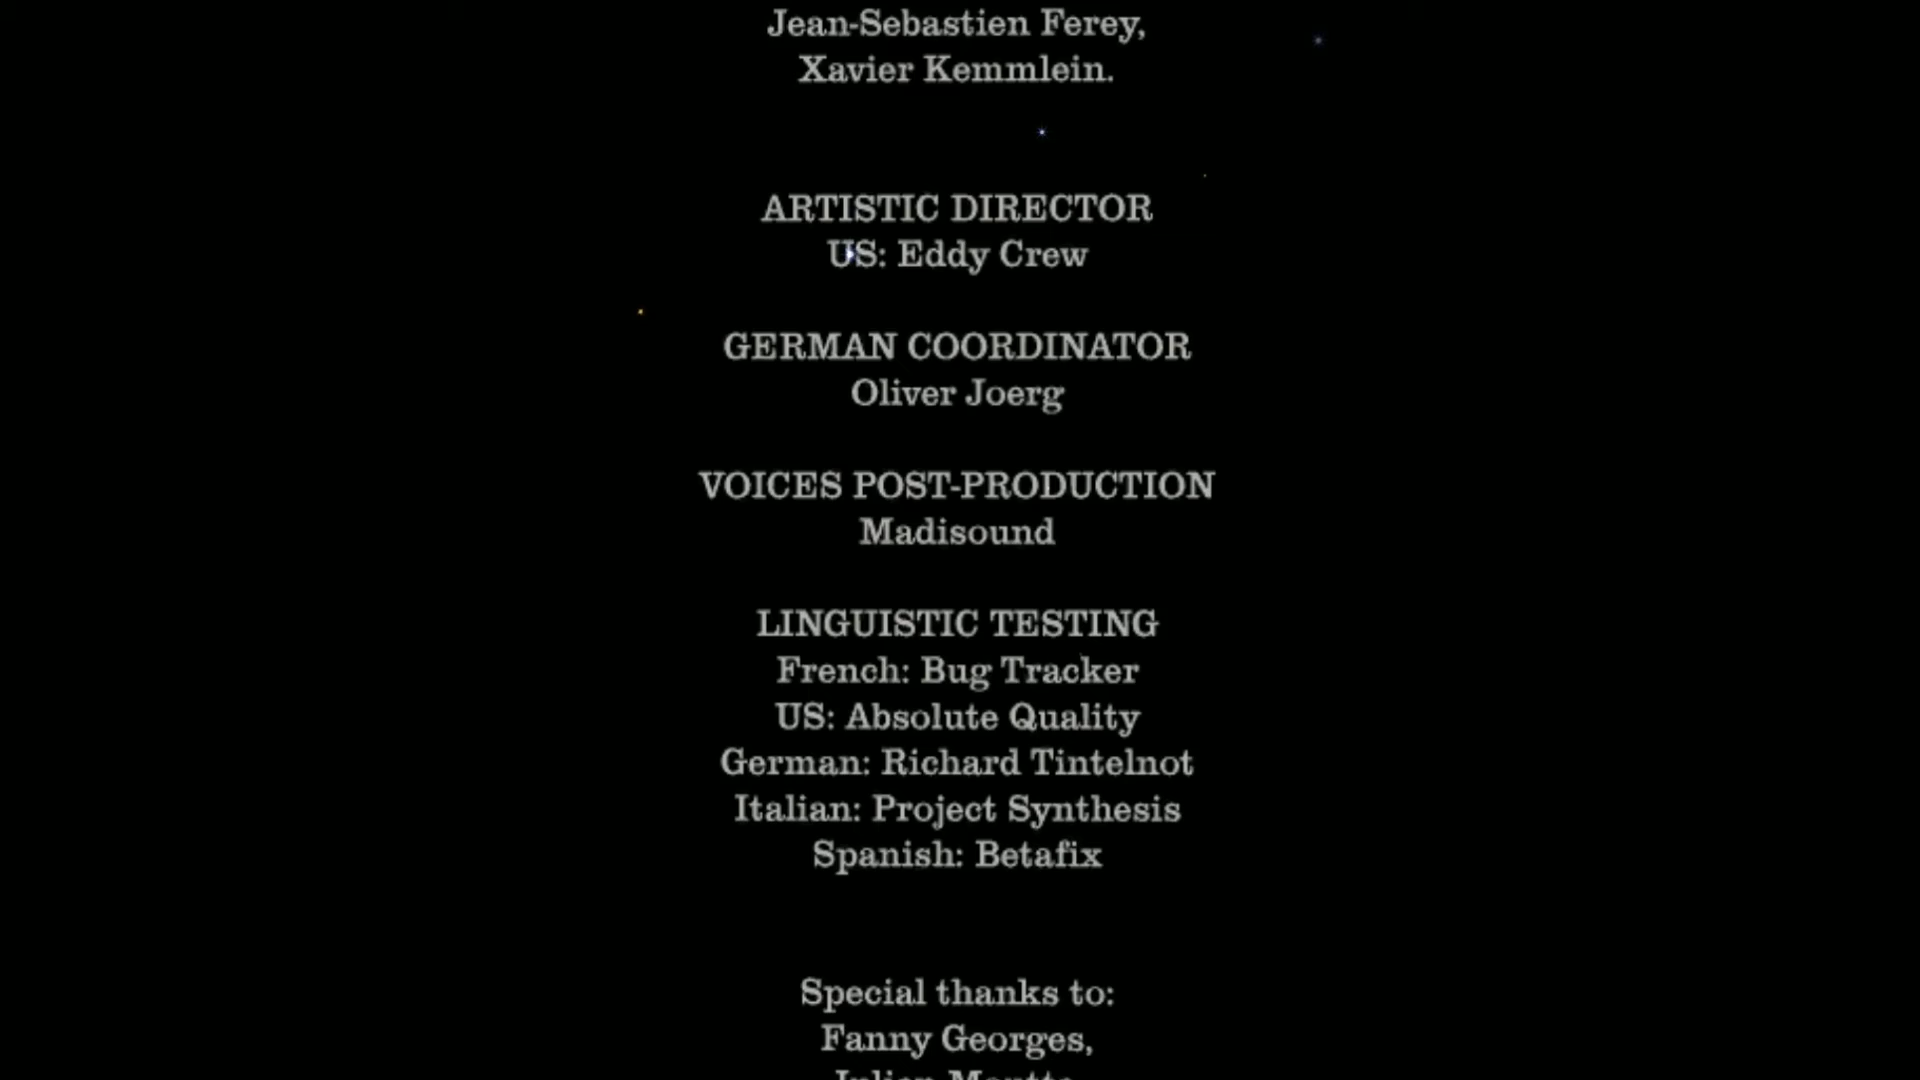 Jean-Sebastien Ferey,
Xavier Kemmlein.
ARTISTIC DIRECTOR
US: Eddy Crew
GERMAN COORDINATOR
Oliver Joerg
VOICES POST-PRODUCTION
Madisound
LINGUISTIC TESTING
French: Bug Tracker
US: Absolute Quality
German: Richard Tintelnot
Italian: Project Synthesis
Spanish: Betafix
Special thanks to:
Fanny Georges,